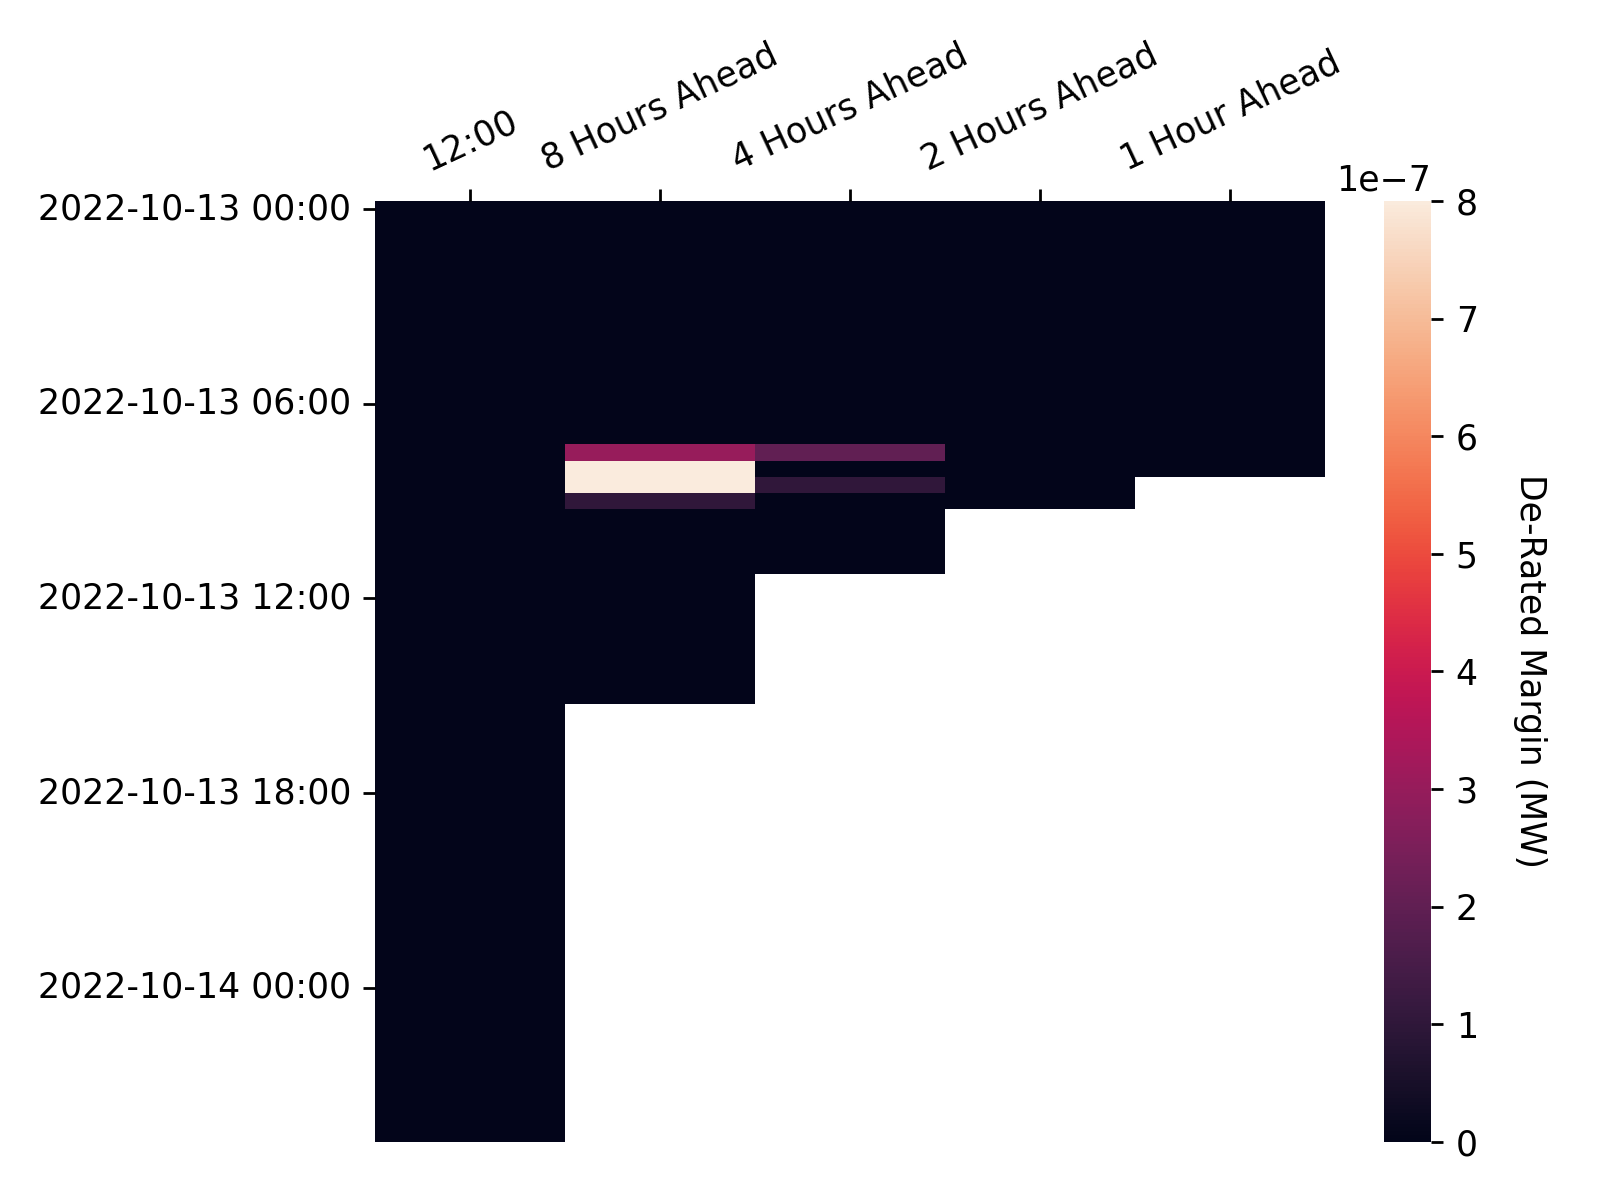 12:00
8 Hours Ahead
4 Hours Ahead
2 Hours Ahead
1 Hour Ahead
2022-10-13 00:00
2022-10-13 06:00
2022-10-13 12:00
2022-10-13 18:00
2022-10-14 00:00
1e−7
8
7
6
5
4
3
2
1
0
De-Rated Margin (MW)